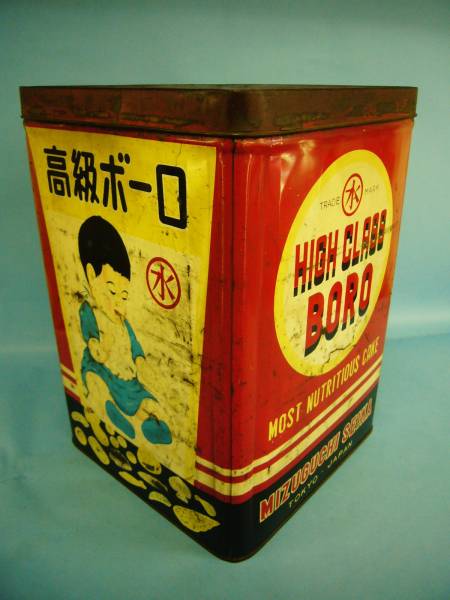 高級ボーロ
水
TRADE 水 MARK
HIGH CLASS
BORO
MOST NUTRITIOUS CAKE
MIZUGUCHI SEIKA
TOKYO - JAPAN